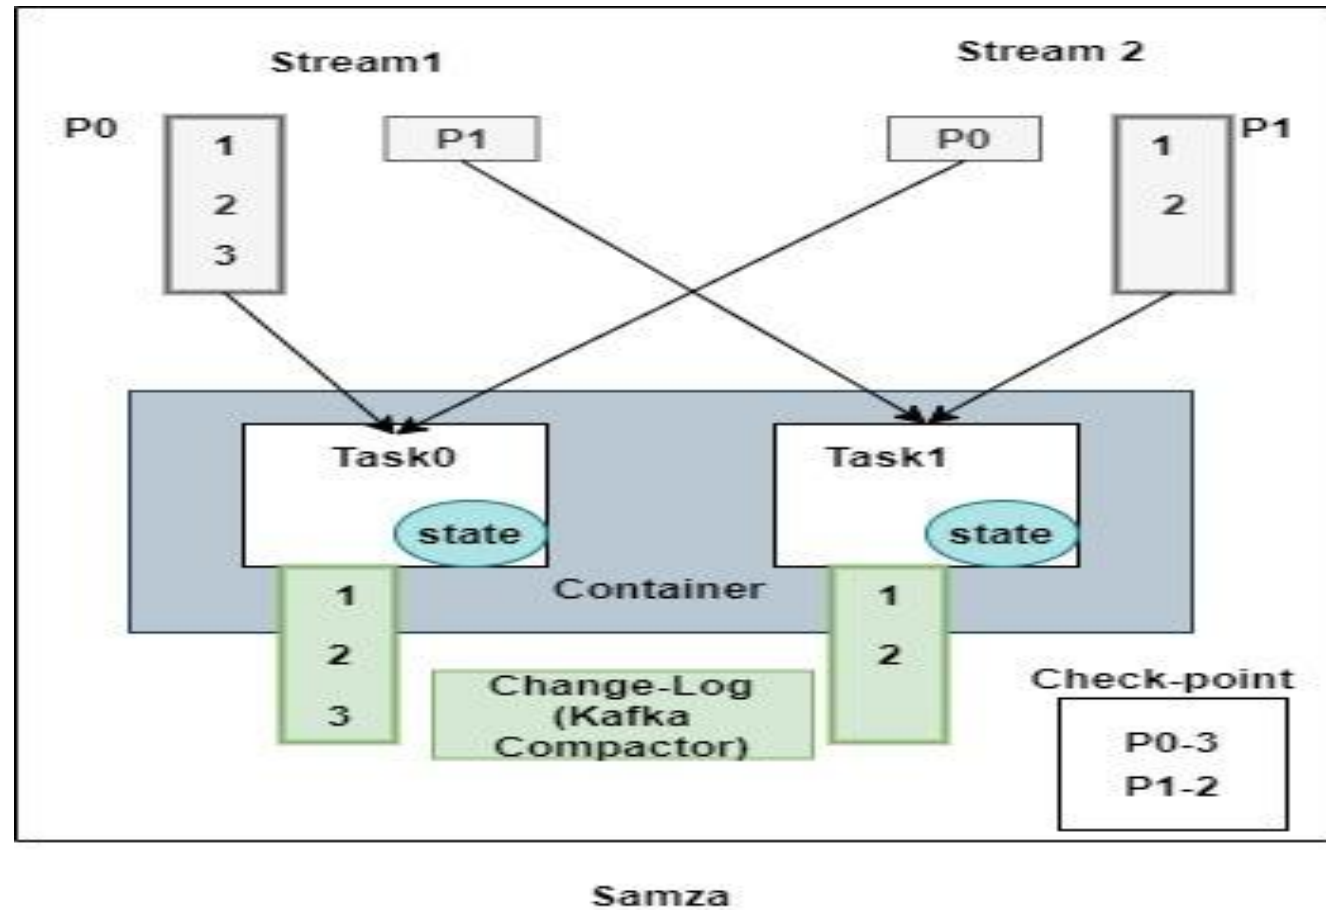 Stream1
Stream 2
P0
1
2
3
P1
P0
1
2
P1
Task0
state
Task1
state
Container
1
2
3
1
2
Change-Log
(Kafka
Compactor)
Check-point
P0-3
P1-2
Samza